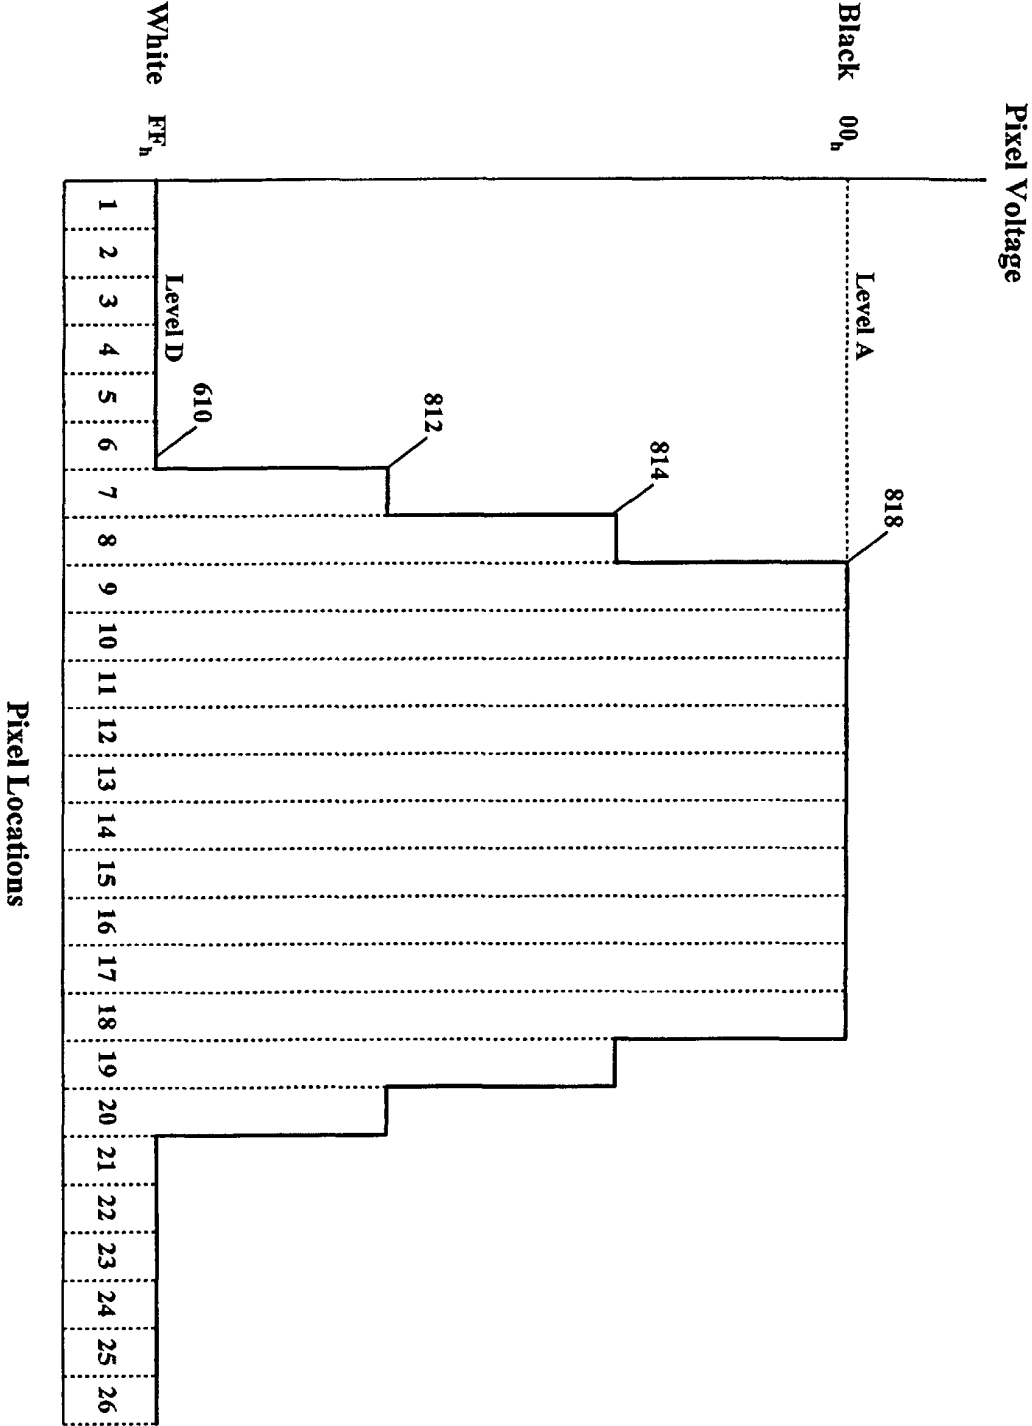 Pixel Voltage
Black 00h
Level A
818
814
812
610
Level D
White FFh
1 2 3 4 5 6 7 8 9 10 11 12 13 14 15 16 17 18 19 20 21 22 23 24 25 26
Pixel Locations